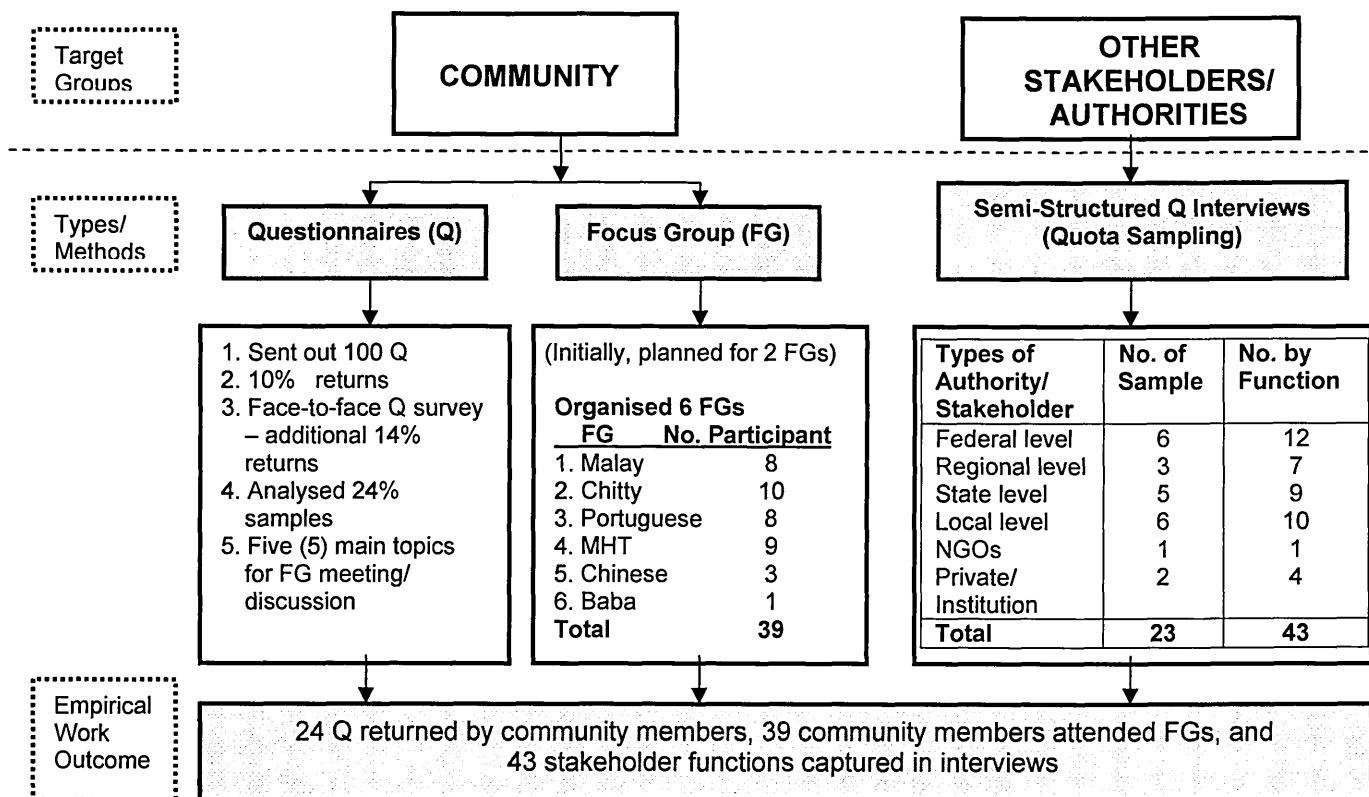 Target
Groups
COMMUNITY
OTHER
STAKEHOLDERS/
AUTHORITIES
Types/
Methods
Questionnaires (Q)
Focus Group (FG)
Semi-Structured Q Interviews
(Quota Sampling)
1. Sent out 100 Q
2. 10% returns
3. Face-to-face Q survey
– additional 14%
returns
4. Analysed 24%
samples
5. Five (5) main topics
for FG meeting/
discussion
(Initially, planned for 2 FGs)
Organised 6 FGs
FG No. Participant
1. Malay 8
2. Chitty 10
3. Portuguese 8
4. MHT 9
5. Chinese 3
6. Baba 1
Total 39
Types of No. of No. by
Authority/ Sample Function
Stakeholder
Federal level 6 12
Regional level 3 7
State level 5 9
Local level 6 10
NGOs 1 1
Private/ 2 4
Institution
Total 23 43
Empirical
Work
Outcome
24 Q returned by community members, 39 community members attended FGs, and
43 stakeholder functions captured in interviews